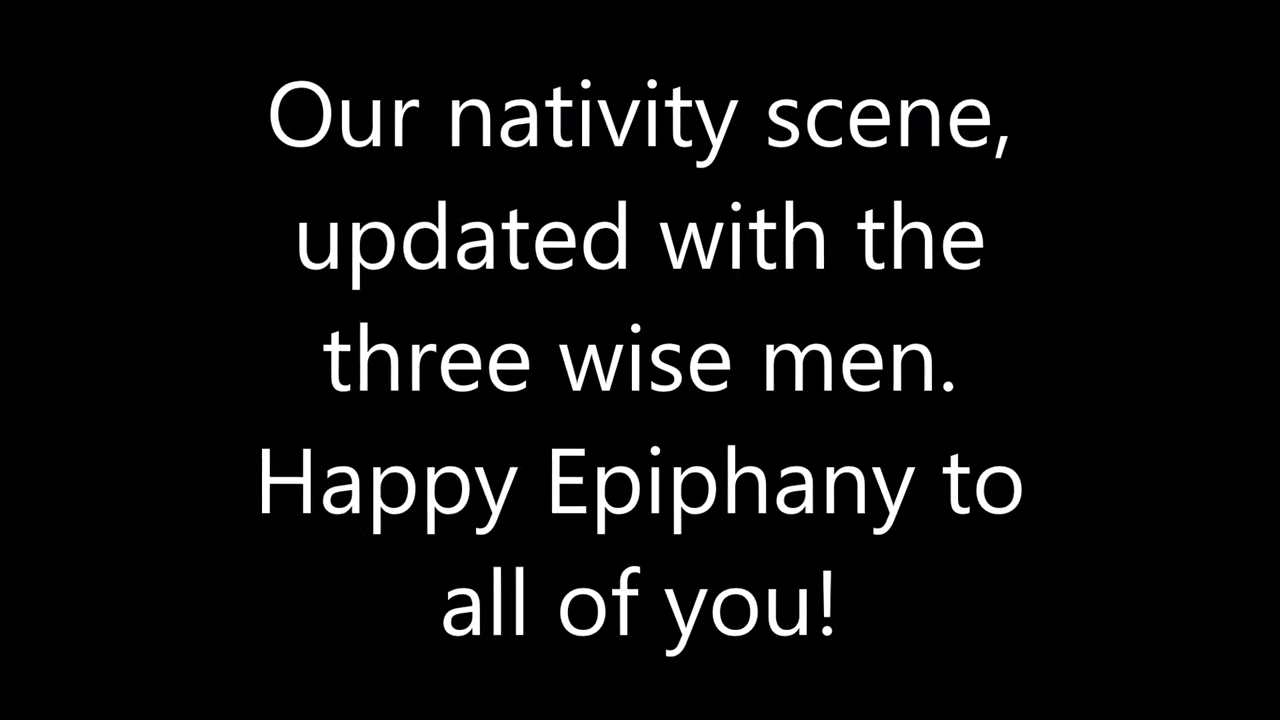 Our nativity scene,
updated with the
three wise men.
Happy Epiphany to
all of you!